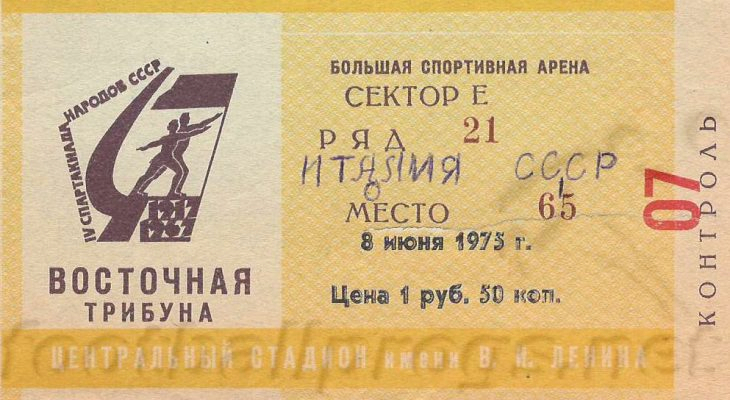 IV СПАРТАКИАДА НАРОДОВ СССР
1917
1967
ВОСТОЧНАЯ
ТРИБУНА
БОЛЬШАЯ СПОРТИВНАЯ АРЕНА
СЕКТОР Е
РЯД 21
ИТАЛИЯ СССР
МЕСТО 65
8 июня 1975 г.
Цена 1 руб. 50 коп.
ЦЕНТРАЛЬНЫЙ СТАДИОН имени В. И. ЛЕНИНА
07
КОНТРОЛЬ